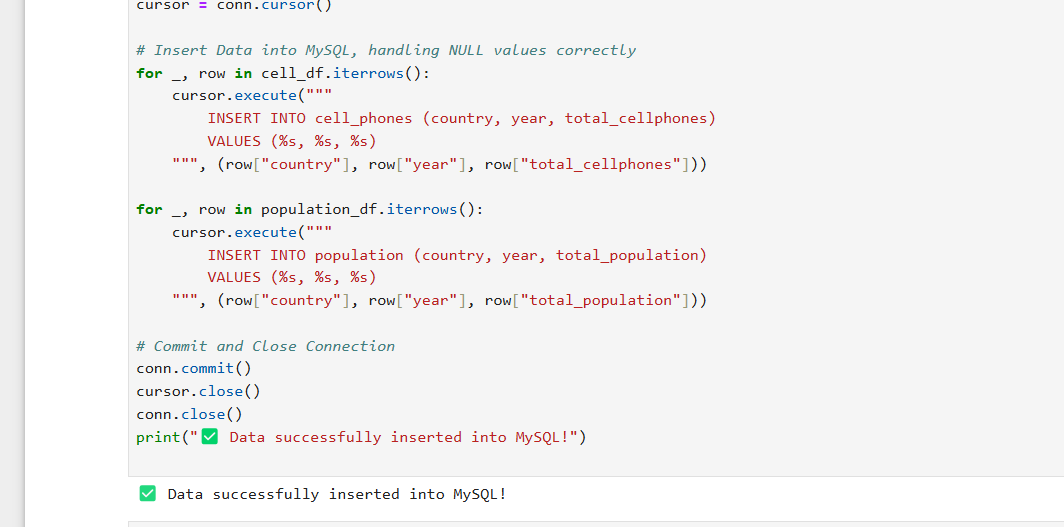 cursor = conn.cursor()
# Insert Data into MySQL, handling NULL values correctly
for _, row in cell_df.iterrows():
    cursor.execute("""
        INSERT INTO cell_phones (country, year, total_cellphones)
        VALUES (%s, %s, %s)
    """, (row["country"], row["year"], row["total_cellphones"]))
for _, row in population_df.iterrows():
    cursor.execute("""
        INSERT INTO population (country, year, total_population)
        VALUES (%s, %s, %s)
    """, (row["country"], row["year"], row["total_population"]))
# Commit and Close Connection
conn.commit()
cursor.close()
conn.close()
print("✅ Data successfully inserted into MySQL!")
✅ Data successfully inserted into MySQL!